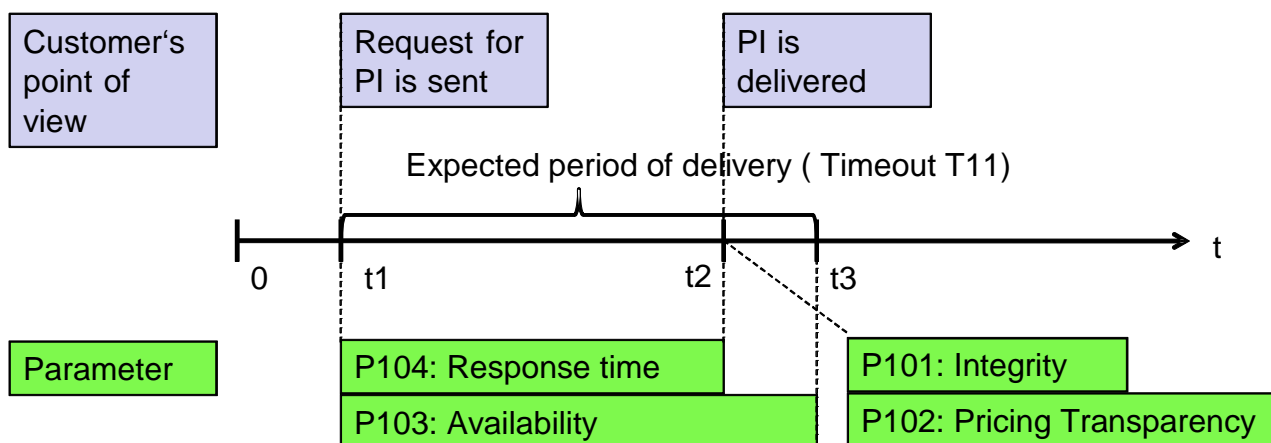 Customer‘s
point of
view
Request for
PI is sent
PI is
delivered
Expected period of delivery ( Timeout T11)
t
0
t1
t2
t3
Parameter
P104: Response time
P101: Integrity
P103: Availability
P102: Pricing Transparency